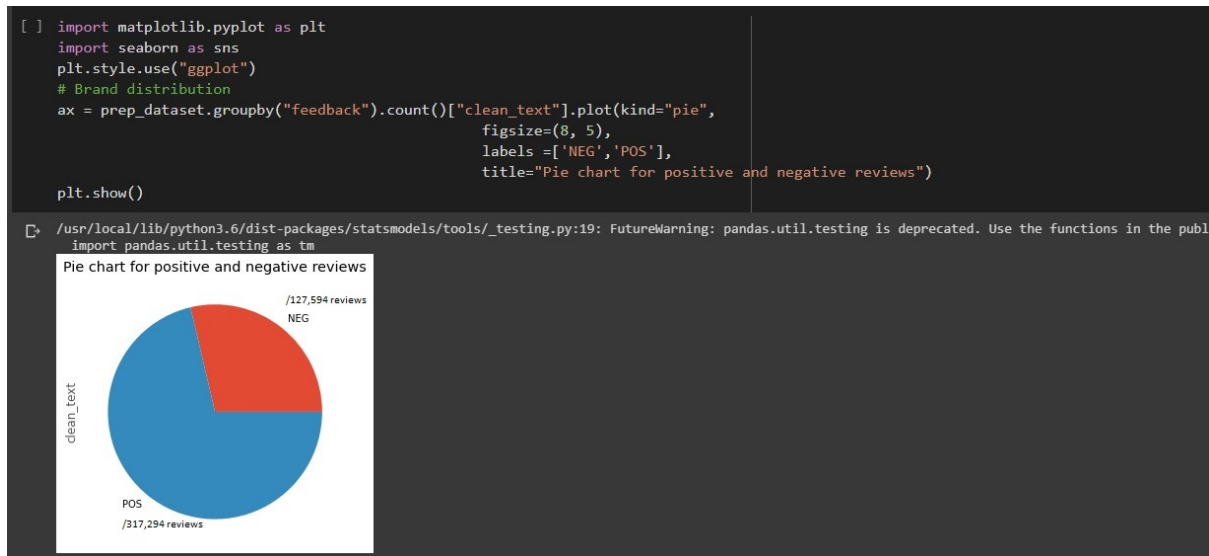 [ ] import matplotlib.pyplot as plt
import seaborn as sns
plt.style.use("ggplot")
# Brand distribution
ax = prep_dataset.groupby("feedback").count()["clean_text"].plot(kind="pie",
figsize=(8, 5),
labels =['NEG','POS'],
title="Pie chart for positive and negative reviews")
plt.show()
/usr/local/lib/python3.6/dist-packages/statsmodels/tools/_testing.py:19: FutureWarning: pandas.util.testing is deprecated. Use the functions in the publ
import pandas.util.testing as tm
Pie chart for positive and negative reviews
/127,594 reviews
NEG
clean_text
POS
/317,294 reviews